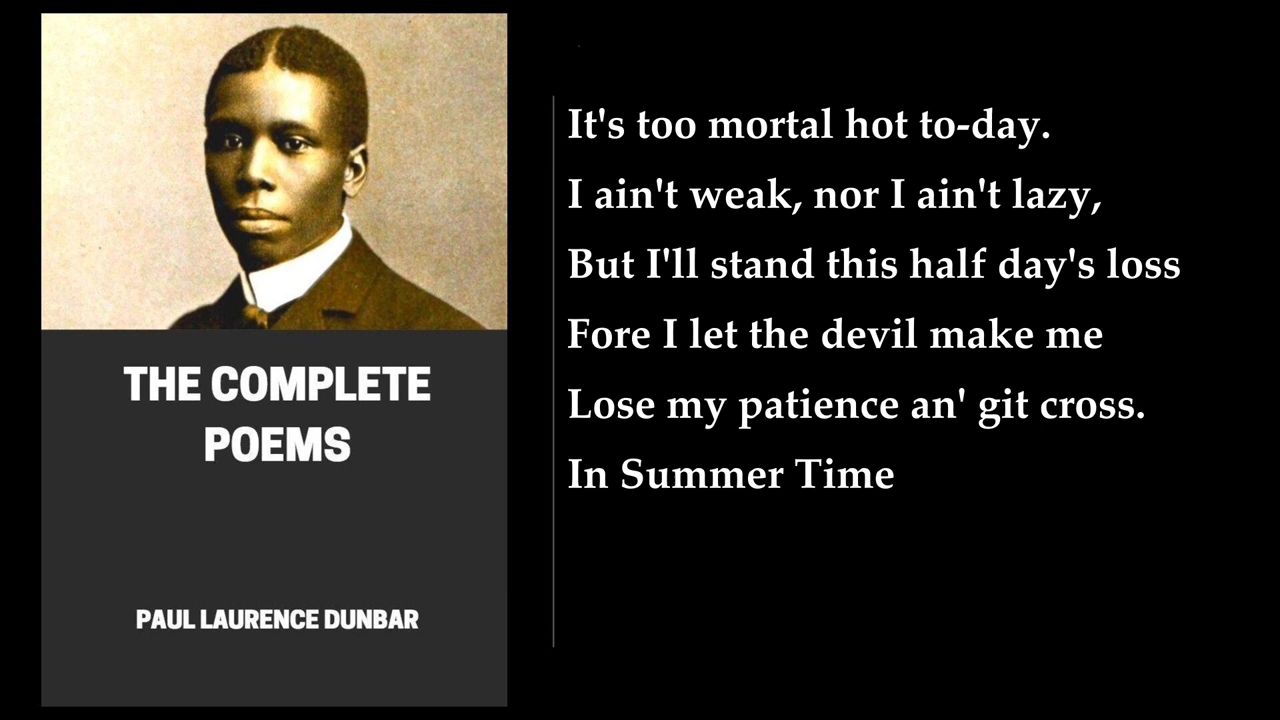 THE COMPLETE
POEMS
PAUL LAURENCE DUNBAR
It's too mortal hot to-day.
I ain't weak, nor I ain't lazy,
But I'll stand this half day's loss
Fore I let the devil make me
Lose my patience an' git cross.
In Summer Time